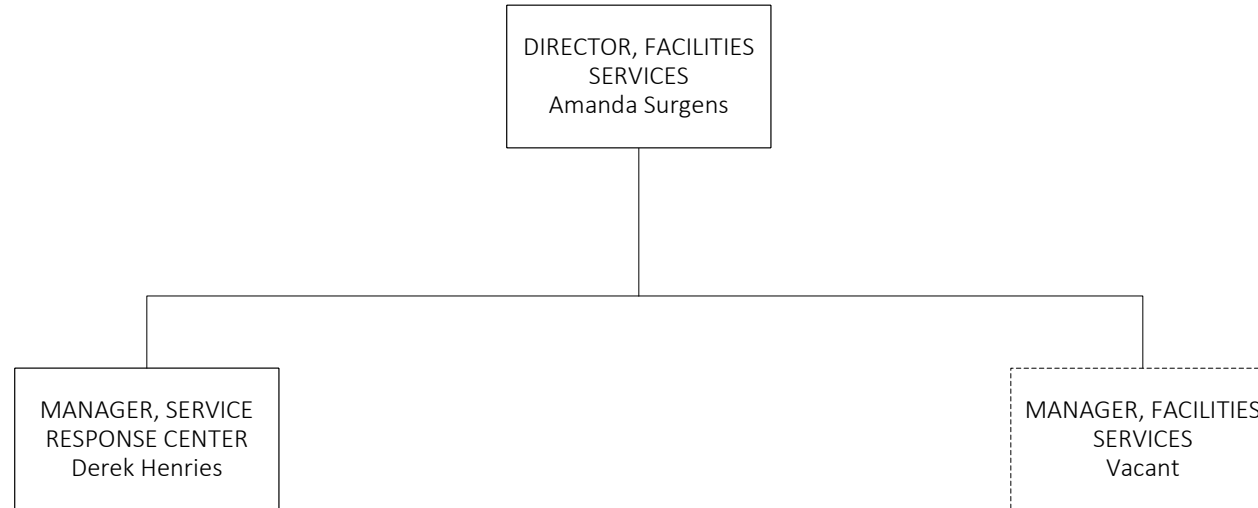 DIRECTOR, FACILITIES
SERVICES
Amanda Surgens
MANAGER, SERVICE
RESPONSE CENTER
Derek Henries
MANAGER, FACILITIES
SERVICES
Vacant